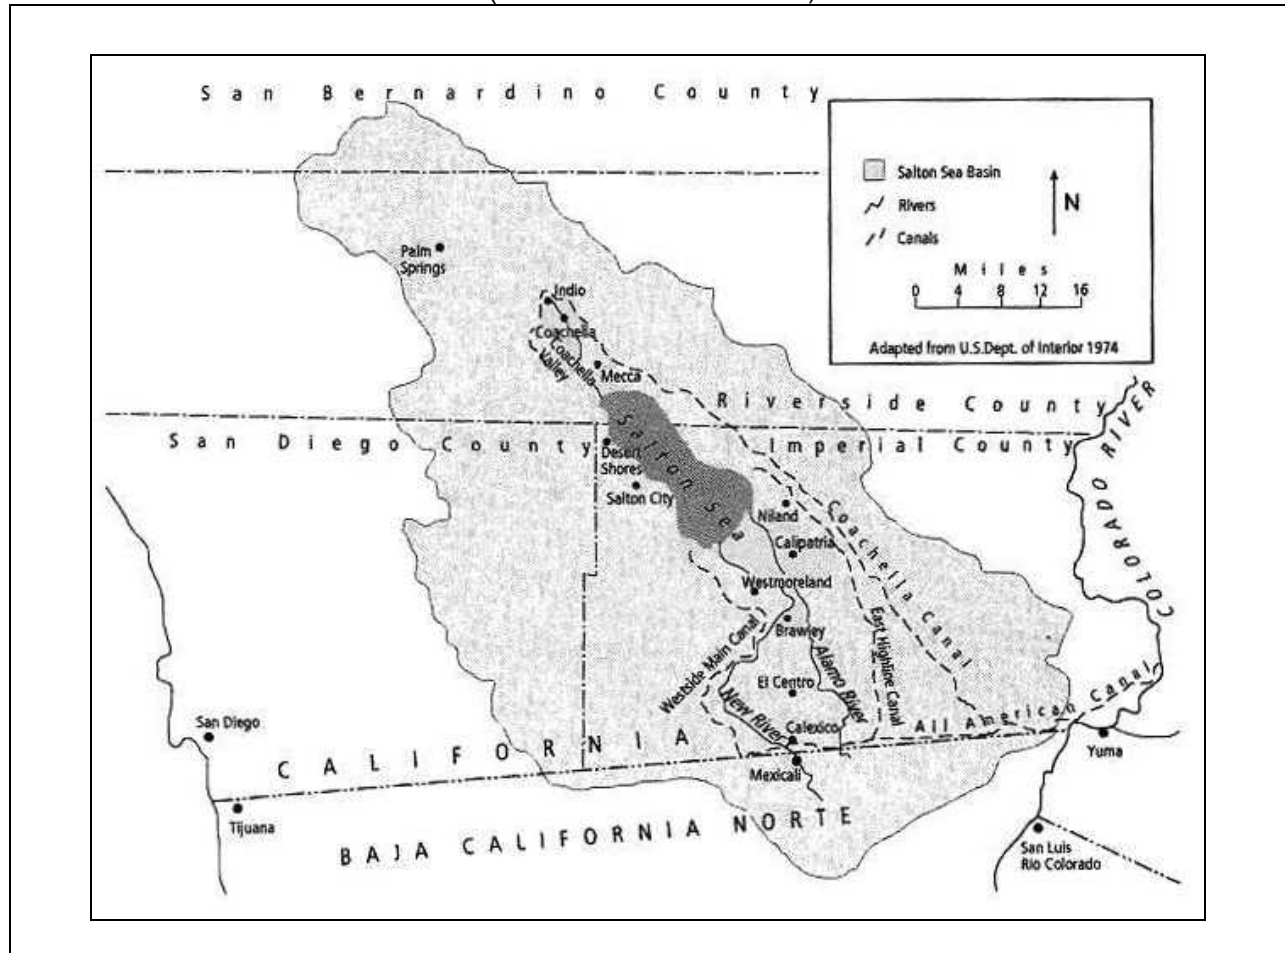 San Bernardino County
Salton Sea Basin
Rivers
Canals
N
Miles
0 4 8 12 16
Adapted from U.S.Dept. of Interior 1974
Palm
Springs
Indio
Coachella
Coachella
Valley
Mecca
Riverside County
San Diego County
Imperial County
COLORADO RIVER
Salton Sea
Desert
Shores
Salton City
Niland
Calipatria
Coachella Canal
Westmoreland
Brawley
Westside Main Canal
East Highline Canal
Alamo River
El Centro
New River
Calexico
All American Canal
San Diego
CALIFORNIA
Yuma
Mexicali
Tijuana
BAJA CALIFORNIA NORTE
San Luis
Rio Colorado